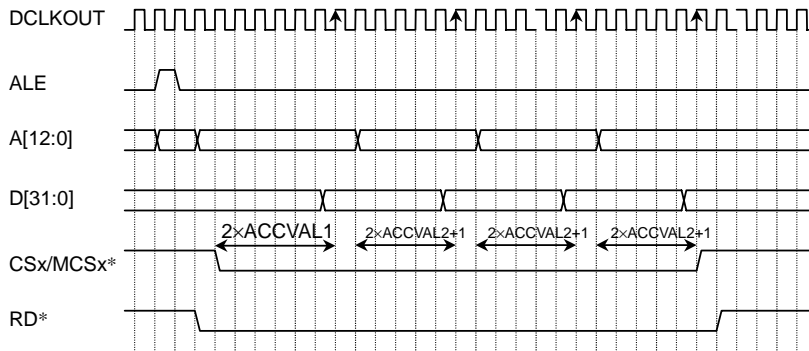 DCLKOUT
ALE
A[12:0]
D[31:0]
2×ACCVAL1 2×ACCVAL2+1 2×ACCVAL2+1 2×ACCVAL2+1
CSx/MCSx*
RD*